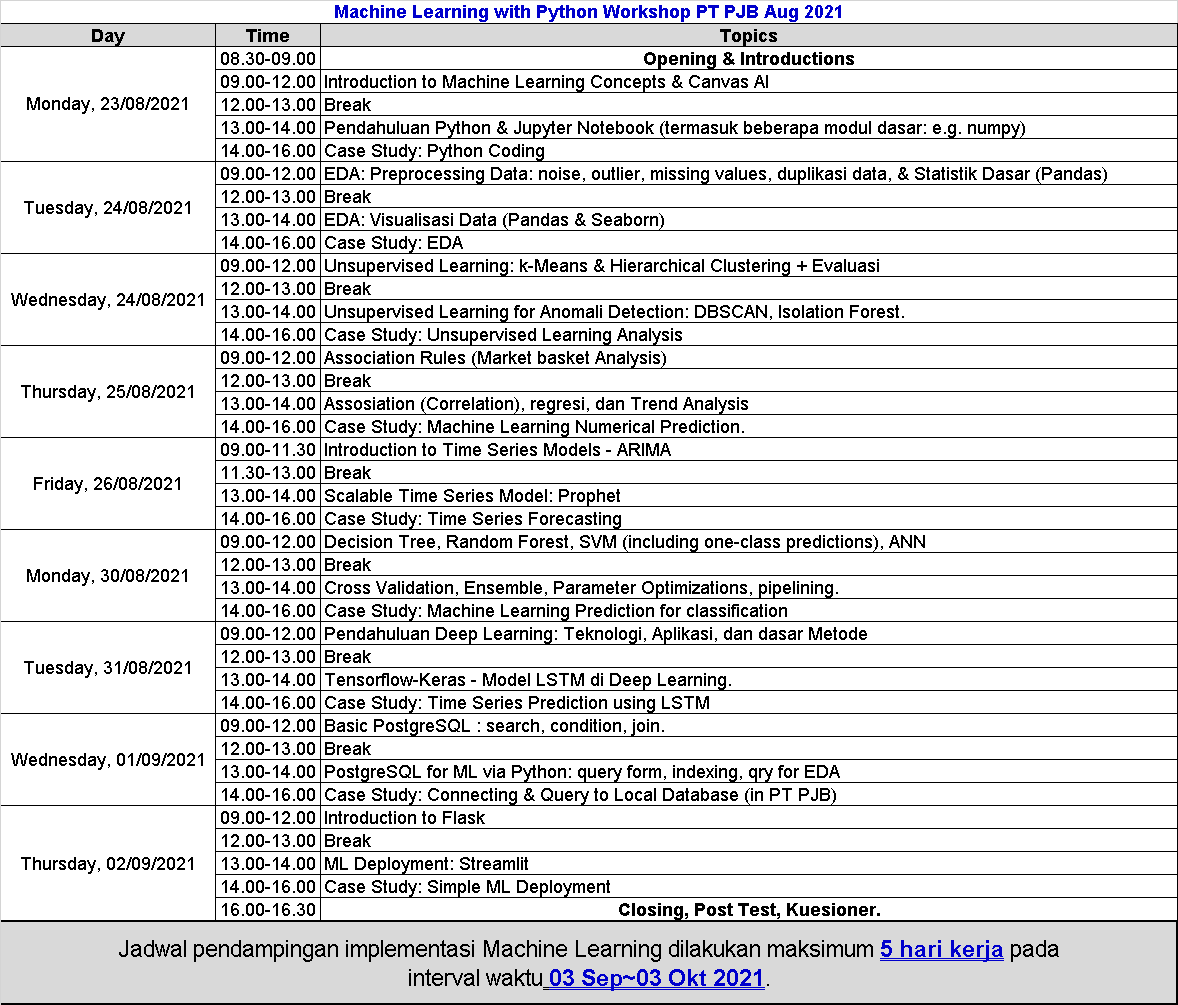 Machine Learning with Python Workshop PT PJB Aug 2021
Day Time Topics
Monday, 23/08/2021
08.30-09.00 Opening & Introductions
09.00-12.00 Introduction to Machine Learning Concepts & Canvas AI
12.00-13.00 Break
13.00-14.00 Pendahuluan Python & Jupyter Notebook (termasuk beberapa modul dasar: e.g. numpy)
14.00-16.00 Case Study: Python Coding
Tuesday, 24/08/2021
09.00-12.00 EDA: Preprocessing Data: noise, outlier, missing values, duplikasi data, & Statistik Dasar (Pandas)
12.00-13.00 Break
13.00-14.00 EDA: Visualisasi Data (Pandas & Seaborn)
14.00-16.00 Case Study: EDA
Wednesday, 24/08/2021
09.00-12.00 Unsupervised Learning: k-Means & Hierarchical Clustering + Evaluasi
12.00-13.00 Break
13.00-14.00 Unsupervised Learning for Anomali Detection: DBSCAN, Isolation Forest.
14.00-16.00 Case Study: Unsupervised Learning Analysis
Thursday, 25/08/2021
09.00-12.00 Association Rules (Market basket Analysis)
12.00-13.00 Break
13.00-14.00 Assosiation (Correlation), regresi, dan Trend Analysis
14.00-16.00 Case Study: Machine Learning Numerical Prediction.
Friday, 26/08/2021
09.00-11.30 Introduction to Time Series Models - ARIMA
11.30-13.00 Break
13.00-14.00 Scalable Time Series Model: Prophet
14.00-16.00 Case Study: Time Series Forecasting
Monday, 30/08/2021
09.00-12.00 Decision Tree, Random Forest, SVM (including one-class predictions), ANN
12.00-13.00 Break
13.00-14.00 Cross Validation, Ensemble, Parameter Optimizations, pipelining.
14.00-16.00 Case Study: Machine Learning Prediction for classification
Tuesday, 31/08/2021
09.00-12.00 Pendahuluan Deep Learning: Teknologi, Aplikasi, dan dasar Metode
12.00-13.00 Break
13.00-14.00 Tensorflow-Keras - Model LSTM di Deep Learning.
14.00-16.00 Case Study: Time Series Prediction using LSTM
Wednesday, 01/09/2021
09.00-12.00 Basic PostgreSQL : search, condition, join.
12.00-13.00 Break
13.00-14.00 PostgreSQL for ML via Python: query form, indexing, qry for EDA
14.00-16.00 Case Study: Connecting & Query to Local Database (in PT PJB)
Thursday, 02/09/2021
09.00-12.00 Introduction to Flask
12.00-13.00 Break
13.00-14.00 ML Deployment: Streamlit
14.00-16.00 Case Study: Simple ML Deployment
16.00-16.30 Closing, Post Test, Kuesioner.
Jadwal pendampingan implementasi Machine Learning dilakukan maksimum 5 hari kerja pada
interval waktu 03 Sep~03 Okt 2021.